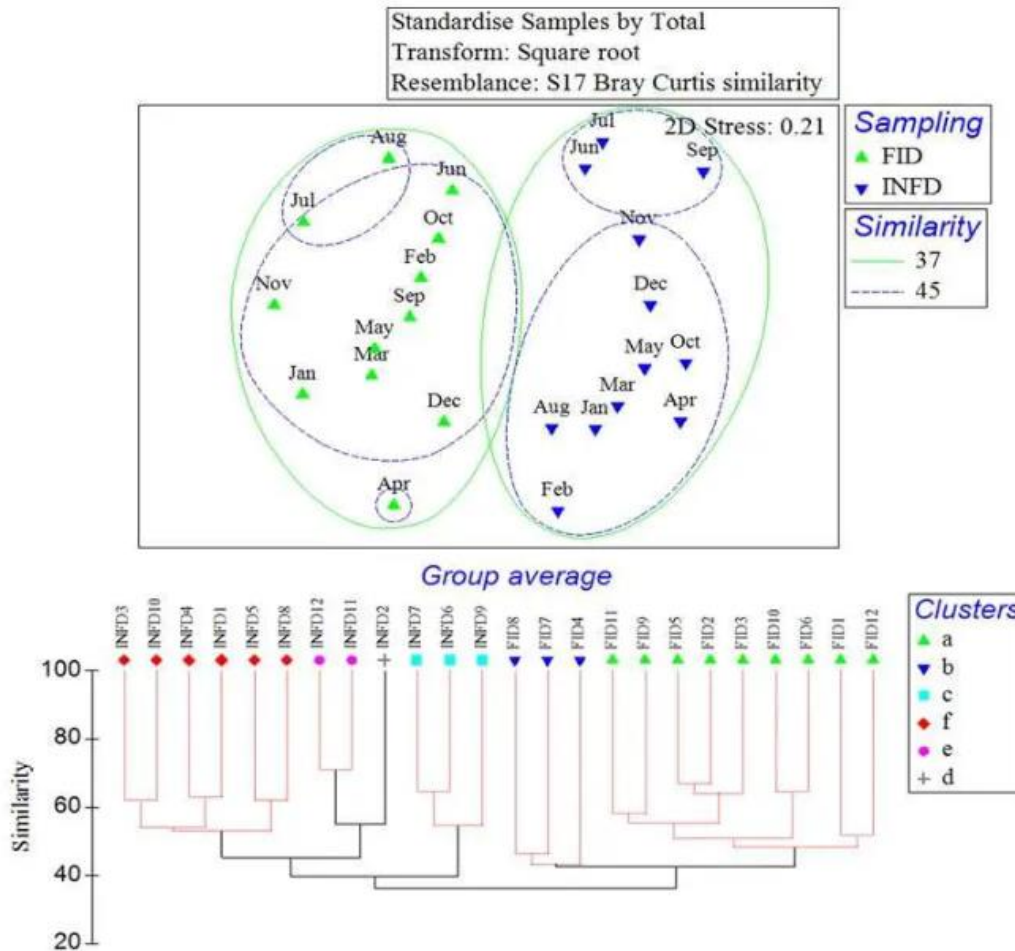 Standardise Samples by Total
Transform: Square root
Resemblance: S17 Bray Curtis similarity
2D Stress: 0.21
Sampling
FID
INFD
Similarity
37
45
Aug
Jun
Jul
Oct
Feb
Nov
Sep
May
Mar
Jan
Dec
Apr
Jul
Jun
Sep
Nov
Dec
May
Oct
Mar
Aug
Jan
Apr
Feb
Group average
INFD3
INFD10
INFD4
INFD1
INFD5
INFD8
INFD12
INFD11
INFD2
INFD7
INFD6
INFD9
FID8
FID7
FID4
FID11
FID9
FID5
FID2
FID3
FID10
FID6
FID1
FID12
Clusters
a
b
c
f
e
d
Similarity
100
80
60
40
20